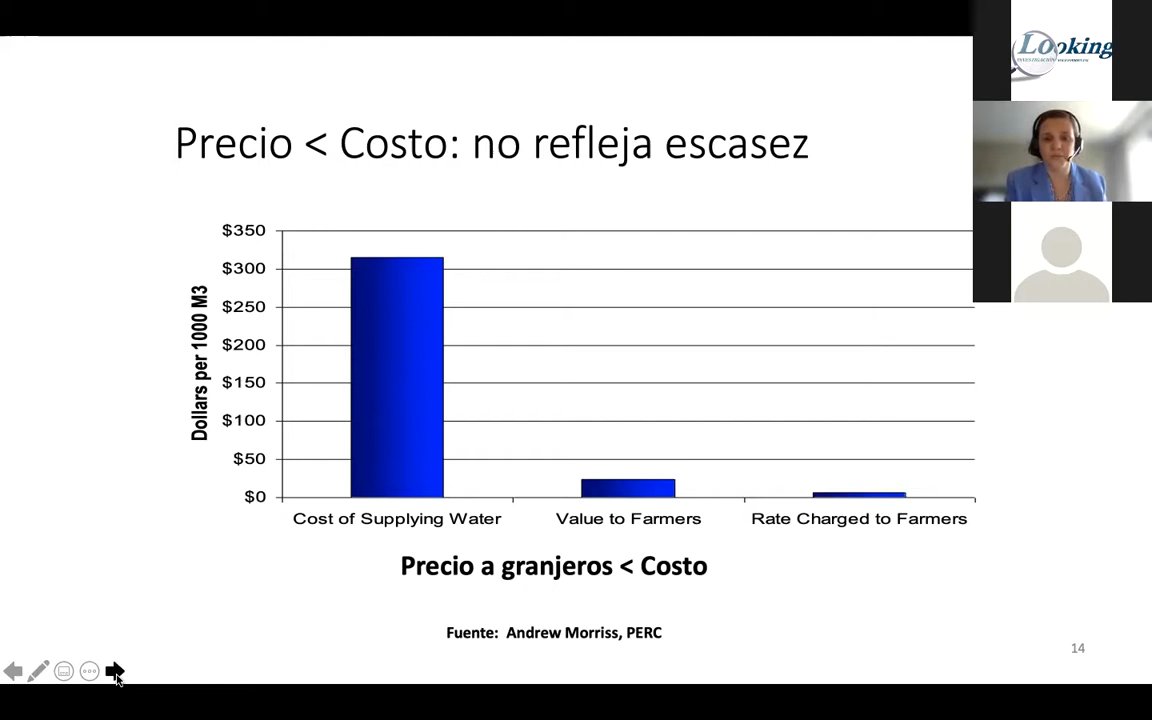 Looking
Precio < Costo: no refleja escasez
$350
$300
$250
$200
$150
$100
$50
$0
Dollars per 1000 M3
Cost of Supplying Water
Value to Farmers
Rate Charged to Farmers
Precio a granjeros < Costo
Fuente: Andrew Morriss, PERC
14